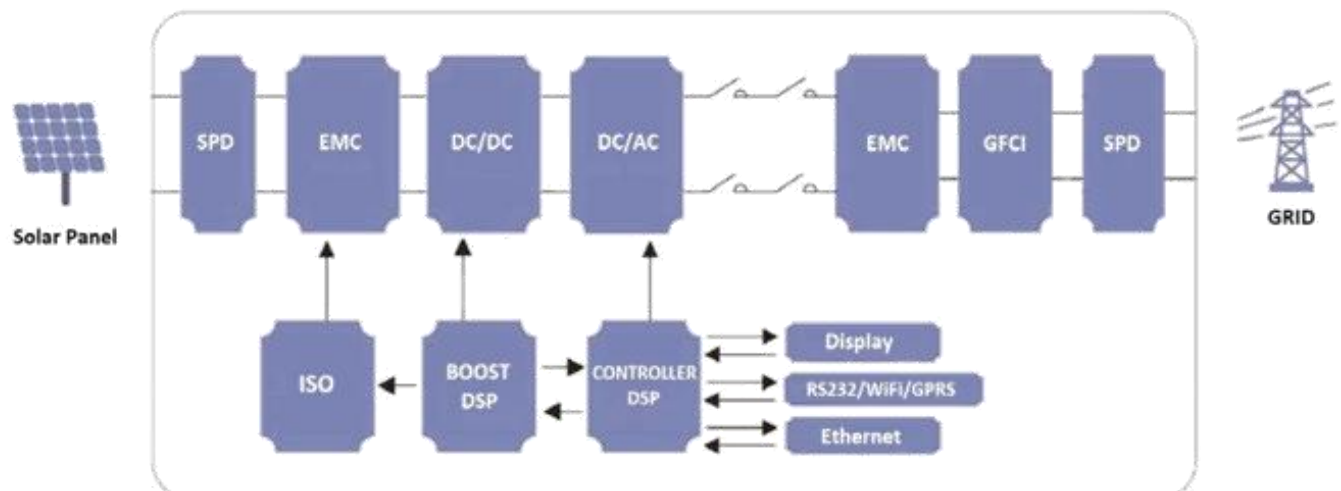 SPD
EMC
DC/DC
DC/AC
EMC
GFCI
SPD
Solar Panel
GRID
ISO
BOOST
DSP
CONTROLLER
DSP
Display
RS232/WiFi/GPRS
Ethernet